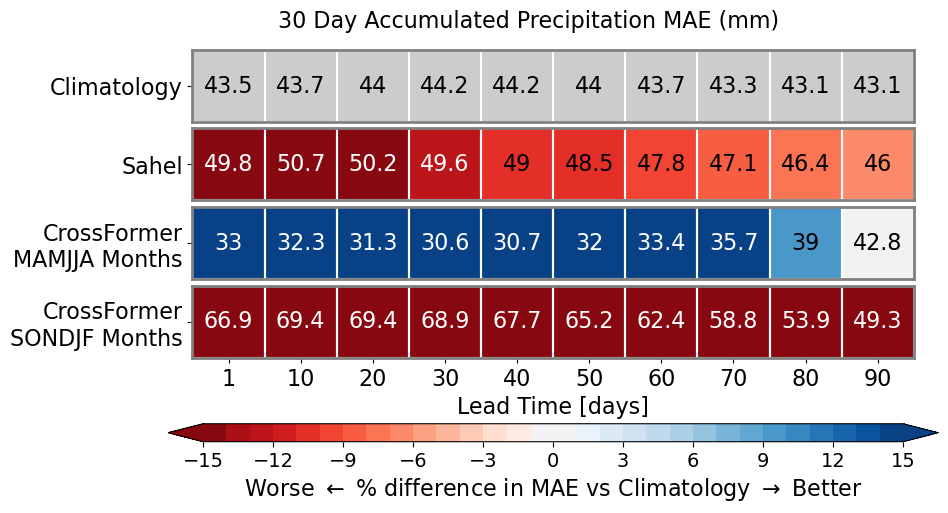 30 Day Accumulated Precipitation MAE (mm)
Climatology 43.5 43.7 44 44.2 44.2 44 43.7 43.3 43.1 43.1
Sahel 49.8 50.7 50.2 49.6 49 48.5 47.8 47.1 46.4 46
CrossFormer
MAMJJA Months 33 32.3 31.3 30.6 30.7 32 33.4 35.7 39 42.8
CrossFormer
SONDJF Months 66.9 69.4 69.4 68.9 67.7 65.2 62.4 58.8 53.9 49.3
1 10 20 30 40 50 60 70 80 90
Lead Time [days]
−15 −12 −9 −6 −3 0 3 6 9 12 15
Worse ← % difference in MAE vs Climatology → Better